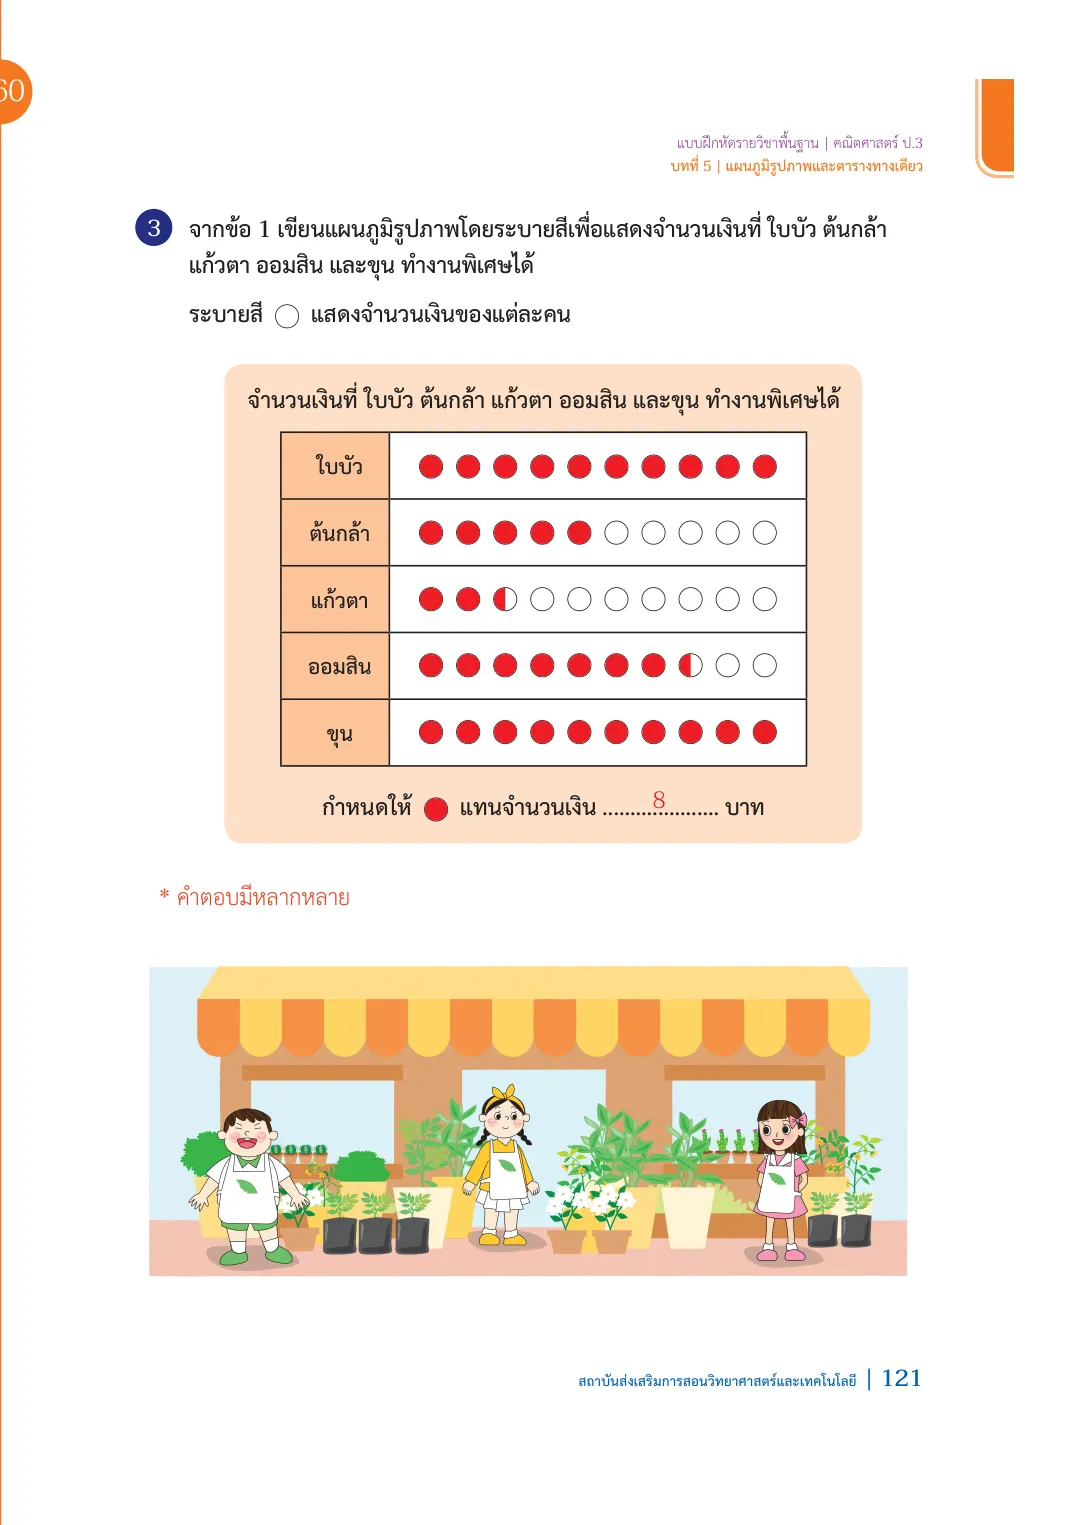 60
แบบฝึกหัดรายวิชาพื้นฐาน | คณิตศาสตร์ ป.3
บทที่ 5 | แผนภูมิรูปภาพและตารางทางเดียว
3 จากข้อ 1 เขียนแผนภูมิรูปภาพโดยระบายสีเพื่อแสดงจำนวนเงินที่ ใบบัว ต้นกล้า
แก้วตา ออมสิน และขุน ทำงานพิเศษได้
ระบายสี ◯ แสดงจำนวนเงินของแต่ละคน
จำนวนเงินที่ ใบบัว ต้นกล้า แก้วตา ออมสิน และขุน ทำงานพิเศษได้
ใบบัว
ต้นกล้า
แก้วตา
ออมสิน
ขุน
กำหนดให้ ● แทนจำนวนเงิน ..........8.......... บาท
* คำตอบมีหลากหลาย
สถาบันส่งเสริมการสอนวิทยาศาสตร์และเทคโนโลยี | 121